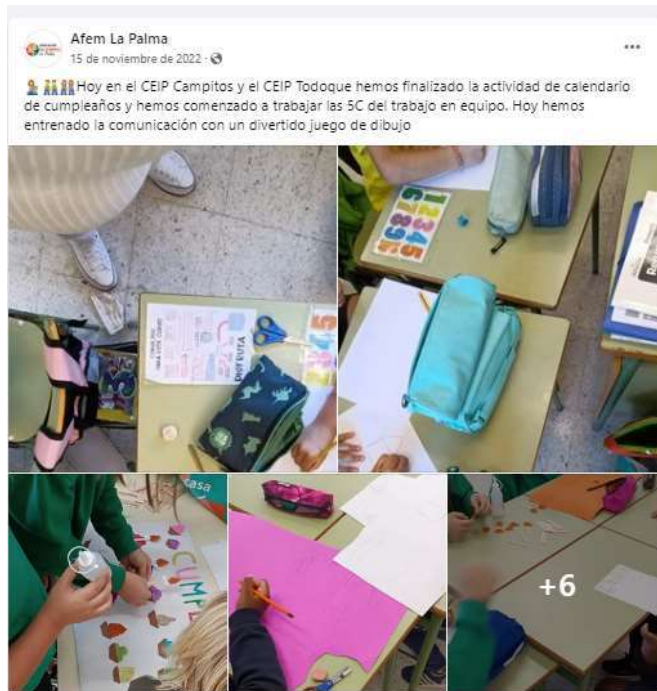 Afem La Palma
15 de noviembre de 2022 ·
Hoy en el CEIP Campitos y el CEIP Todoque hemos finalizado la actividad de calendario
de cumpleaños y hemos comenzado a trabajar las 5C del trabajo en equipo. Hoy hemos
entrenado la comunicación con un divertido juego de dibujo
DISFRUTA
casa
CUMPLE
+6